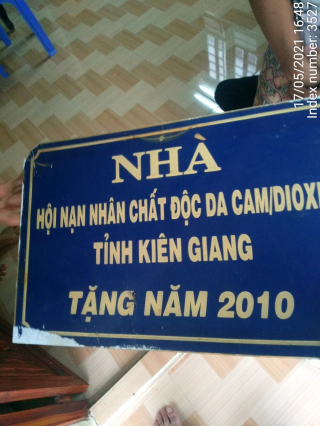 17/05/2021 16:48
Index number: 3527
NHÀ
HỘI NẠN NHÂN CHẤT ĐỘC DA CAM/DIOXI
TỈNH KIÊN GIANG
TẶNG NĂM 2010